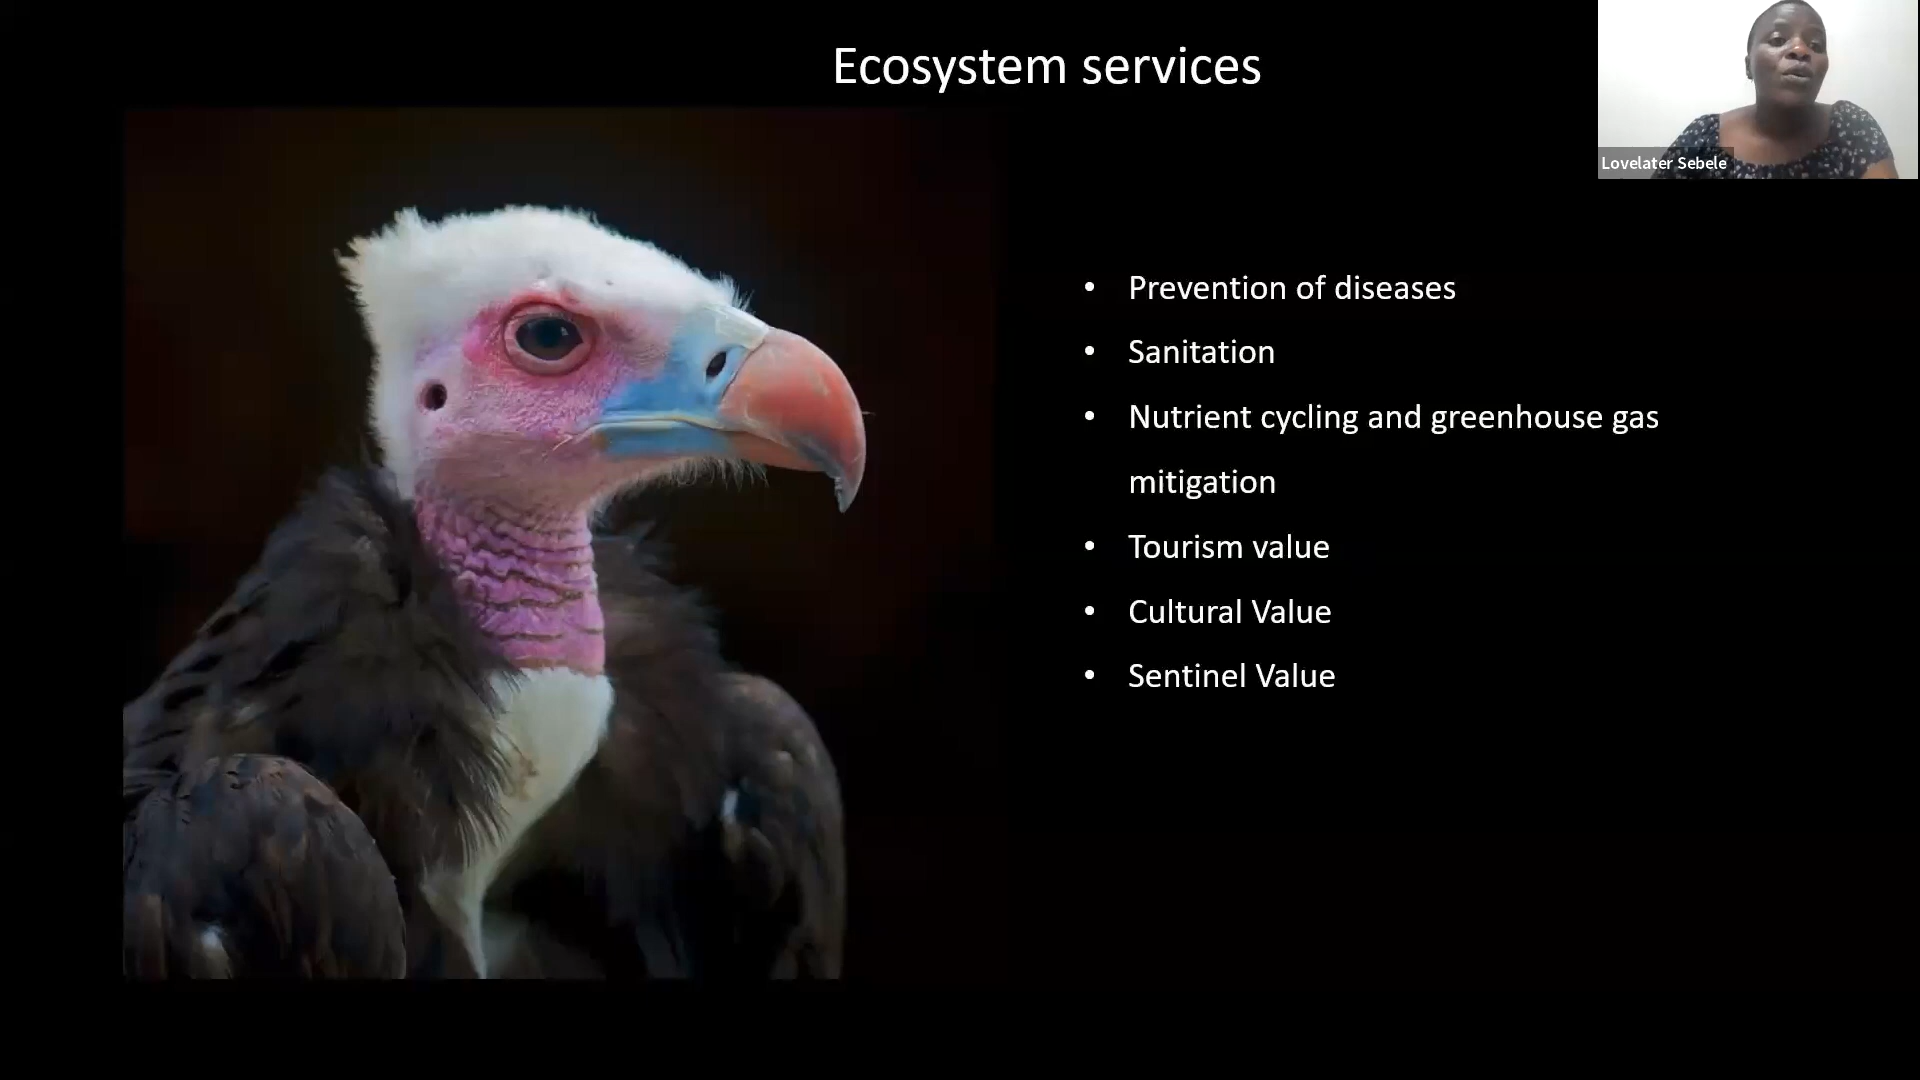 Ecosystem services
Lovelater Sebele
• Prevention of diseases
• Sanitation
• Nutrient cycling and greenhouse gas
mitigation
• Tourism value
• Cultural Value
• Sentinel Value